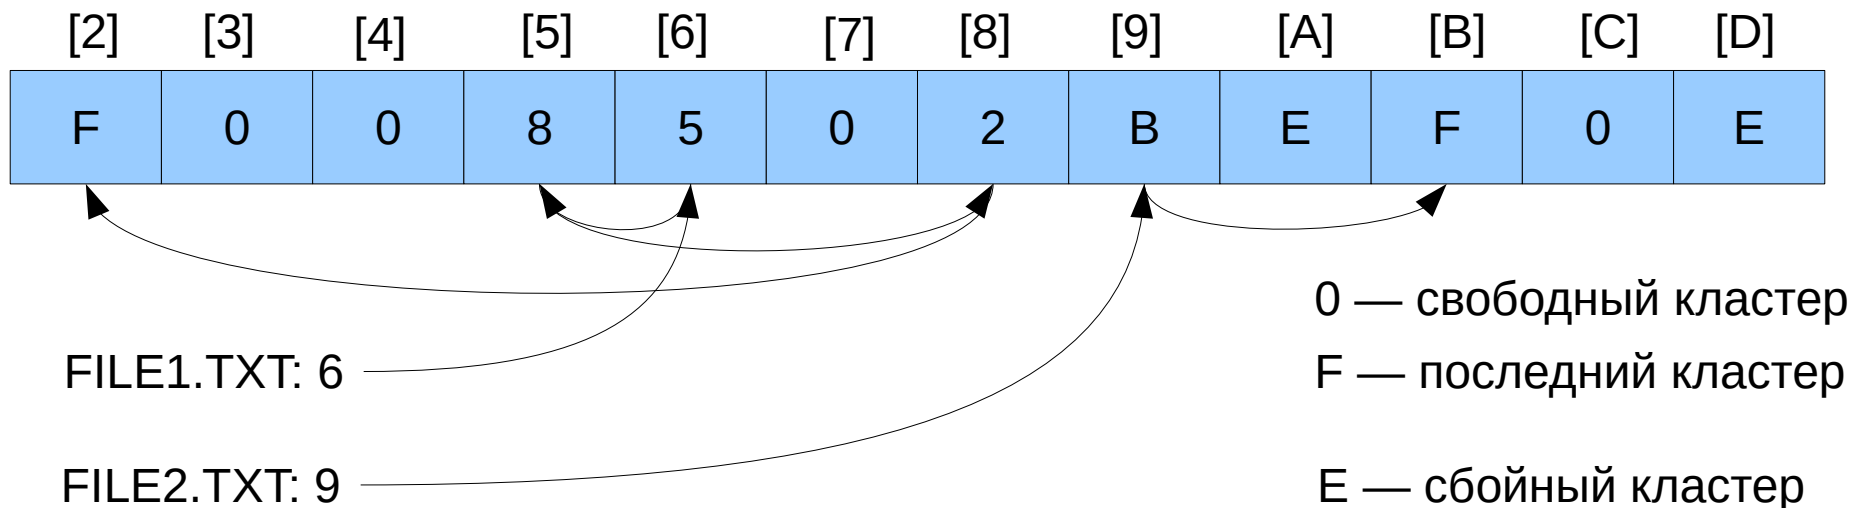 [2] [3] [4] [5] [6] [7] [8] [9] [A] [B] [C] [D]
F 0 0 8 5 0 2 B E F 0 E
0 — свободный кластер
FILE1.TXT: 6
F — последний кластер
FILE2.TXT: 9
E — сбойный кластер